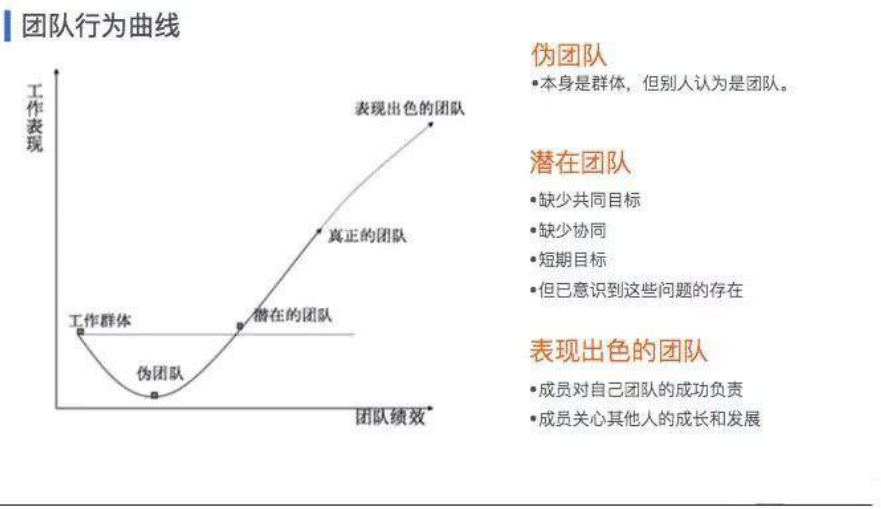 团队行为曲线
工作表现
表现出色的团队
真正的团队
潜在的团队
工作群体
伪团队
团队绩效
伪团队
•本身是群体，但别人认为是团队。
潜在团队
•缺少共同目标
•缺少协同
•短期目标
•但已意识到这些问题的存在
表现出色的团队
•成员对自己团队的成功负责
•成员关心其他人的成长和发展